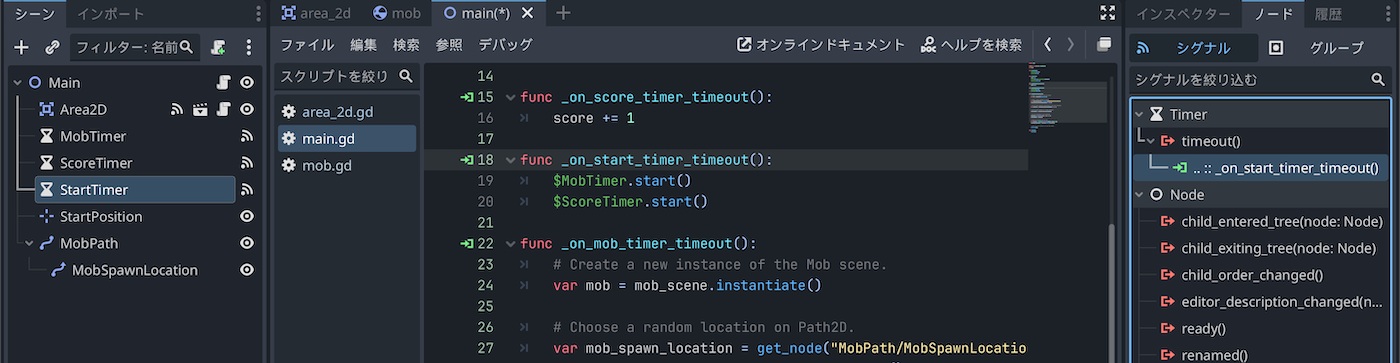 シーン インポート
フィルター: 名前
Main
Area2D
MobTimer
ScoreTimer
StartTimer
StartPosition
MobPath
MobSpawnLocation
area_2d mob main(*)
ファイル 編集 検索 参照 デバッグ オンラインドキュメント ヘルプを検索
スクリプトを絞り
area_2d.gd
main.gd
mob.gd
14
15 func _on_score_timer_timeout():
16 score += 1
17
18 func _on_start_timer_timeout():
19 $MobTimer.start()
20 $ScoreTimer.start()
21
22 func _on_mob_timer_timeout():
23 # Create a new instance of the Mob scene.
24 var mob = mob_scene.instantiate()
25
26 # Choose a random location on Path2D.
27 var mob_spawn_location = get_node("MobPath/MobSpawnLocatio
インスペクター ノード 履歴
シグナル グループ
シグナルを絞り込む
Timer
timeout()
.. :: _on_start_timer_timeout()
Node
child_entered_tree(node: Node)
child_exiting_tree(node: Node)
child_order_changed()
editor_description_changed(n...
ready()
renamed()